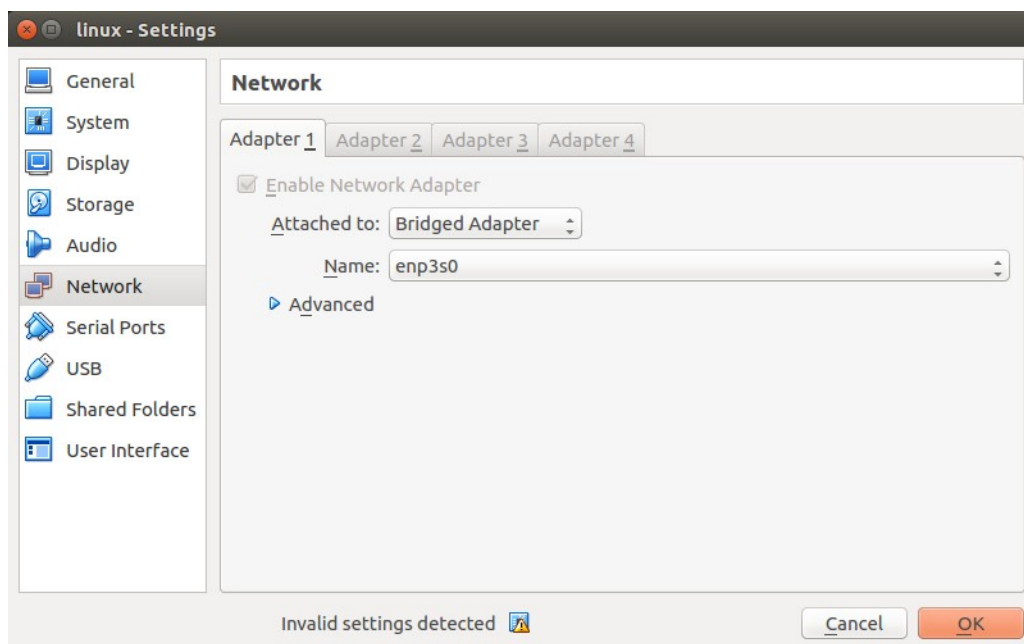 linux - Settings
General
System
Display
Storage
Audio
Network
Serial Ports
USB
Shared Folders
User Interface
Network
Adapter 1 Adapter 2 Adapter 3 Adapter 4
Enable Network Adapter
Attached to: Bridged Adapter
Name: enp3s0
Advanced
Invalid settings detected
Cancel OK